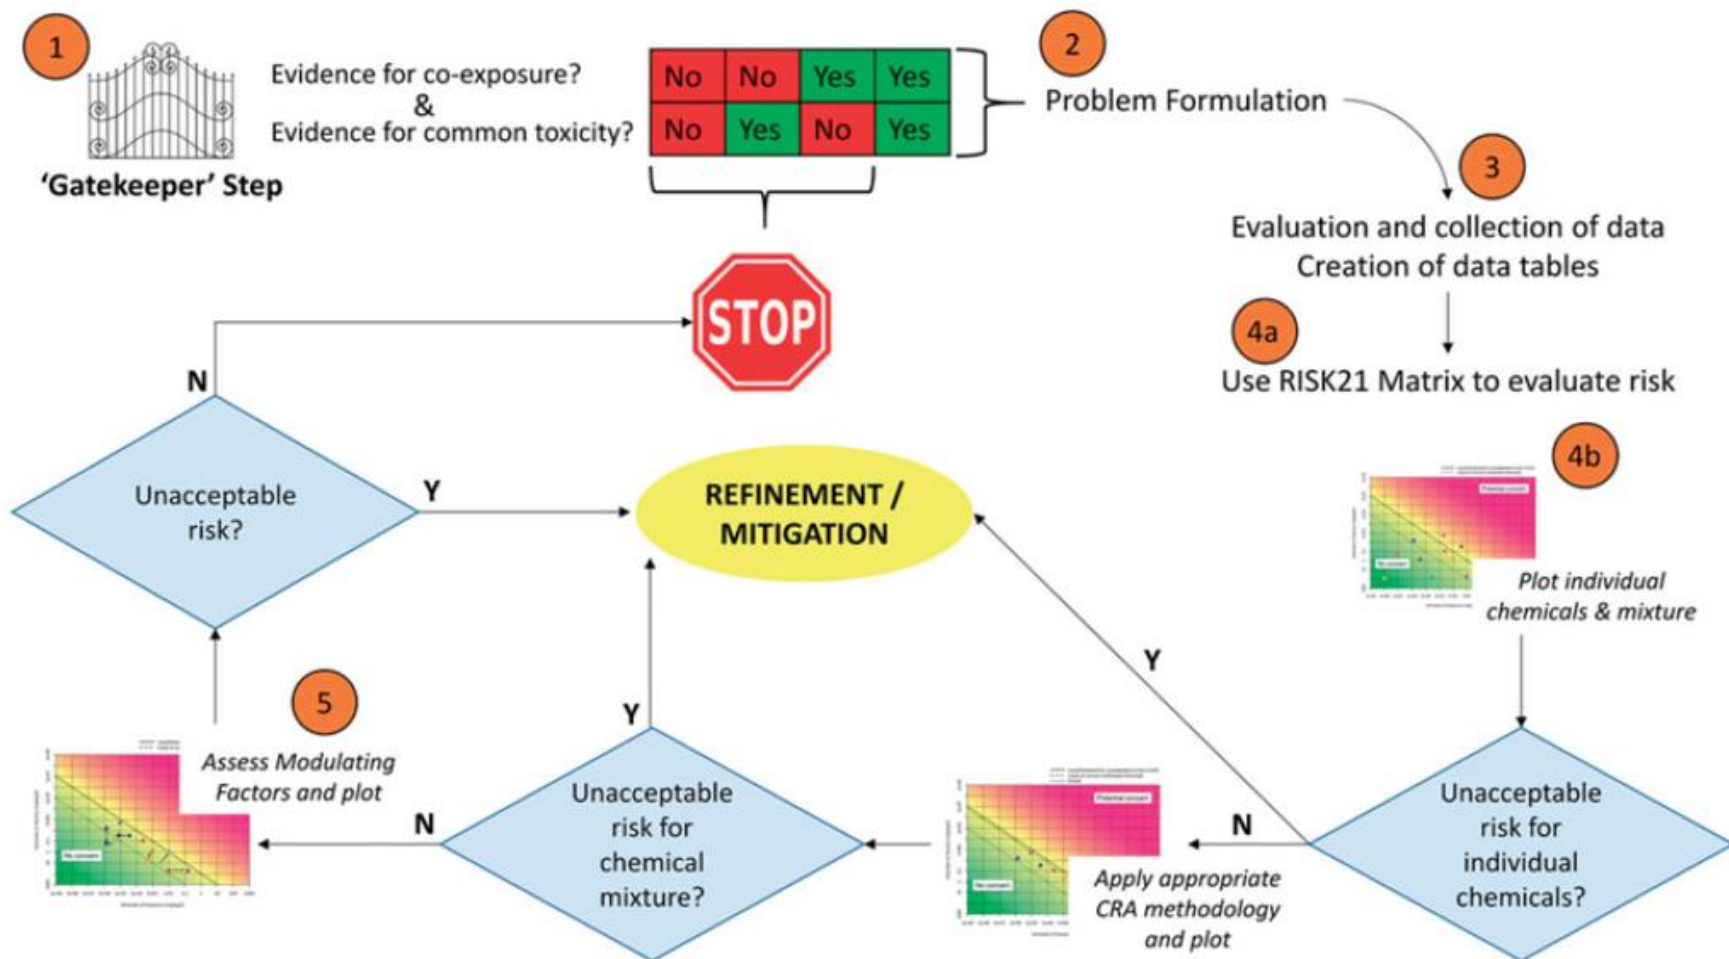 1
Evidence for co-exposure?
&
Evidence for common toxicity?
No No Yes Yes
No Yes No Yes
'Gatekeeper' Step
2
Problem Formulation
3
Evaluation and collection of data
Creation of data tables
4a
Use RISK21 Matrix to evaluate risk
4b
Potential concern
No concern
Plot individual
chemicals & mixture
STOP
N
Unacceptable
risk?
Y
REFINEMENT /
MITIGATION
Y
Y
5
Assess Modulating
Factors and plot
No concern
N
Unacceptable
risk for
chemical
mixture?
Potential concern
No concern
Apply appropriate
CRA methodology
and plot
N
Unacceptable
risk for
individual
chemicals?